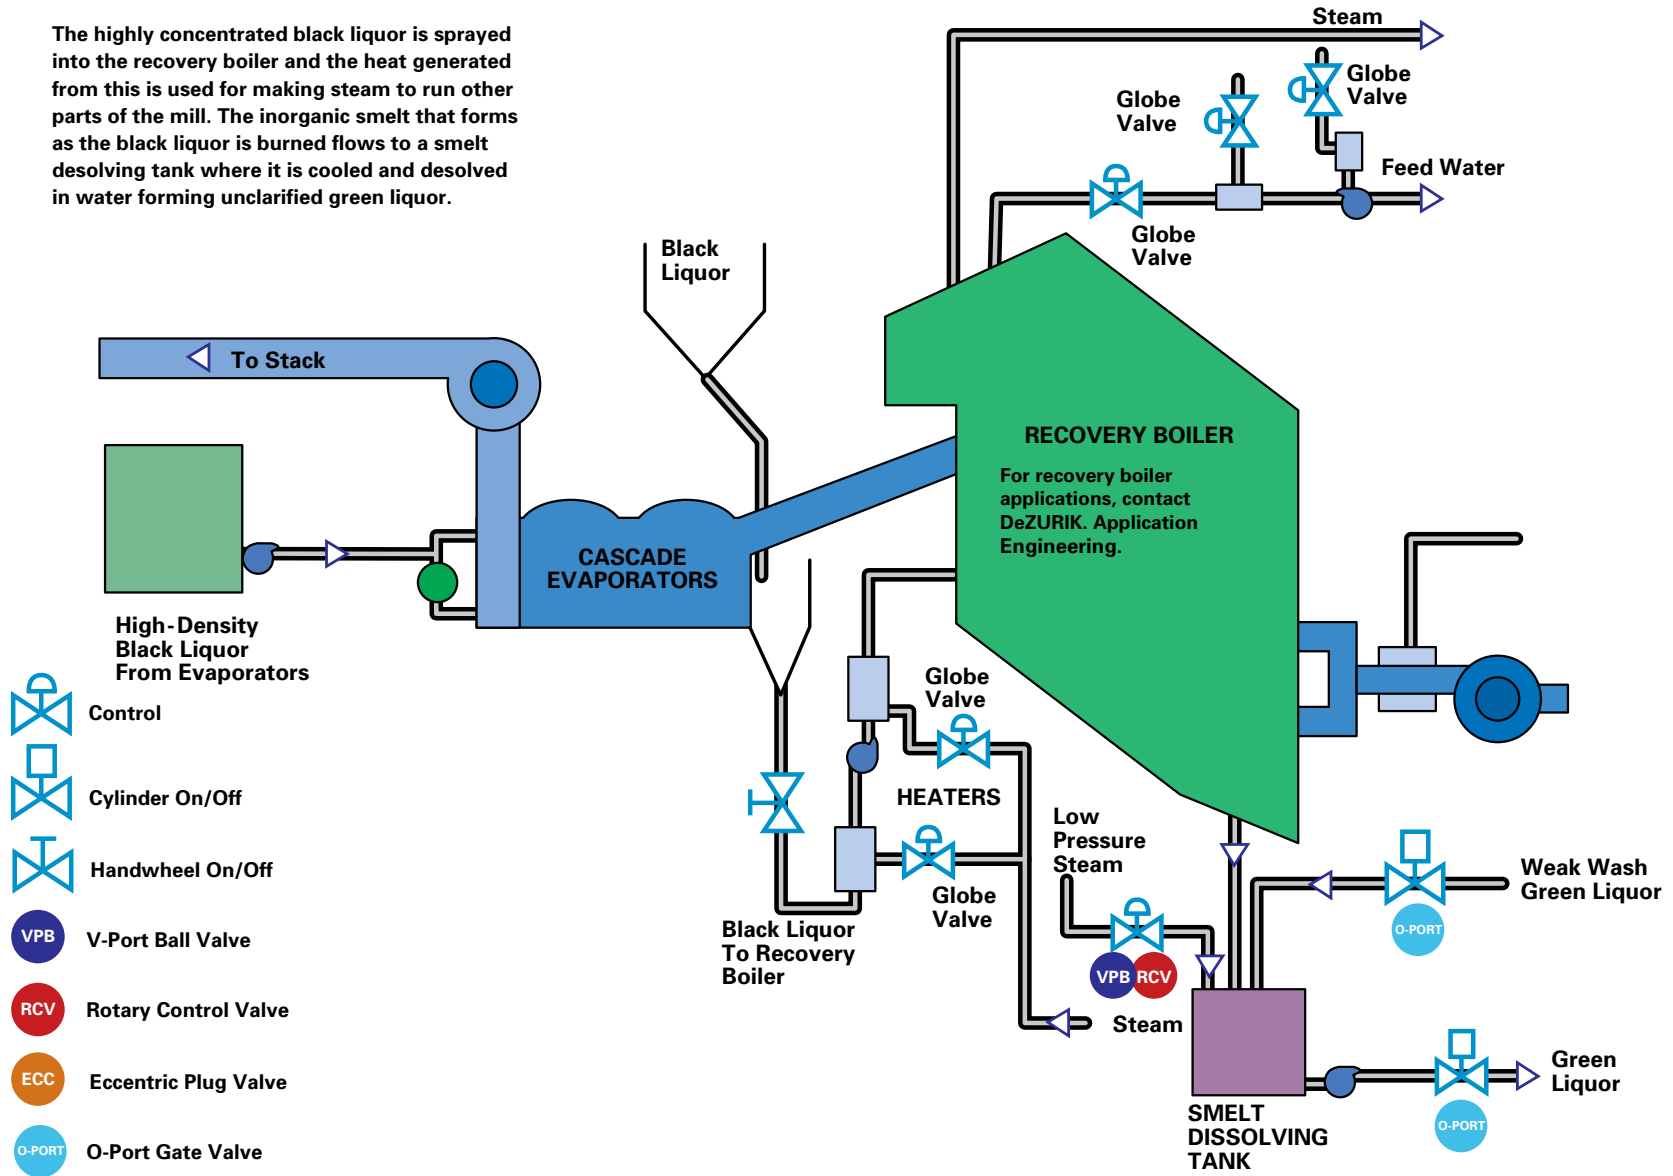 The highly concentrated black liquor is sprayed
into the recovery boiler and the heat generated
from this is used for making steam to run other
parts of the mill. The inorganic smelt that forms
as the black liquor is burned flows to a smelt
desolving tank where it is cooled and desolved
in water forming unclarified green liquor.
Steam
Globe
Valve
Globe
Valve
Feed Water
Globe
Valve
Black
Liquor
To Stack
RECOVERY BOILER
For recovery boiler
applications, contact
DeZURIK. Application
Engineering.
CASCADE
EVAPORATORS
High-Density
Black Liquor
From Evaporators
Globe
Valve
HEATERS
Globe
Valve
Black Liquor
To Recovery
Boiler
Low
Pressure
Steam
VPB
RCV
Steam
Weak Wash
Green Liquor
O-PORT
Green
Liquor
O-PORT
SMELT
DISSOLVING
TANK
Control
Cylinder On/Off
Handwheel On/Off
VPB V-Port Ball Valve
RCV Rotary Control Valve
ECC Eccentric Plug Valve
O-PORT O-Port Gate Valve